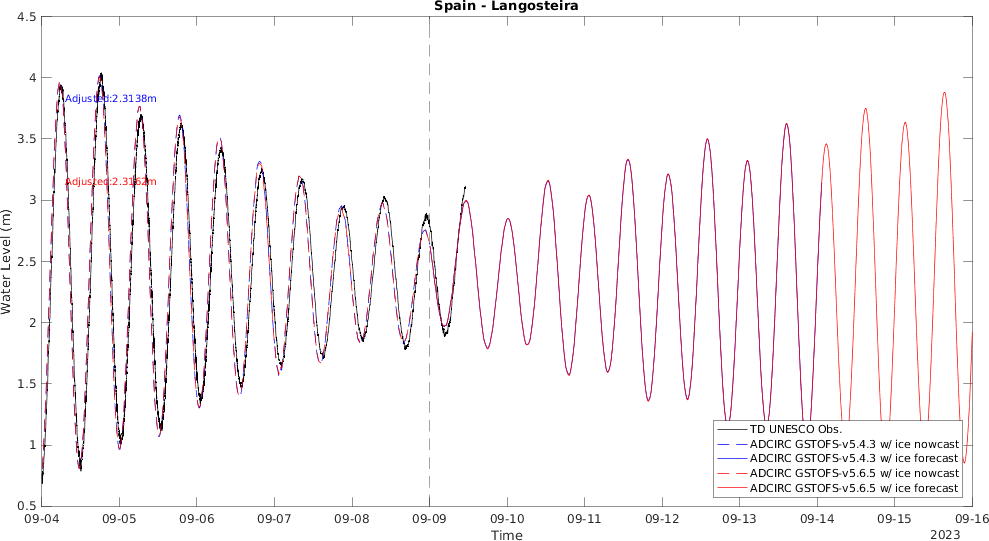 Spain - Langosteira
4.5
4
3.5
3
2.5
2
1.5
1
0.5
Water Level (m)
Adjusted:2.3138m
Adjusted:2.3162m
TD UNESCO Obs.
ADCIRC GSTOFS-v5.4.3 w/ ice nowcast
ADCIRC GSTOFS-v5.4.3 w/ ice forecast
ADCIRC GSTOFS-v5.6.5 w/ ice nowcast
ADCIRC GSTOFS-v5.6.5 w/ ice forecast
09-04 09-05 09-06 09-07 09-08 09-09 09-10 09-11 09-12 09-13 09-14 09-15 09-16
Time
2023